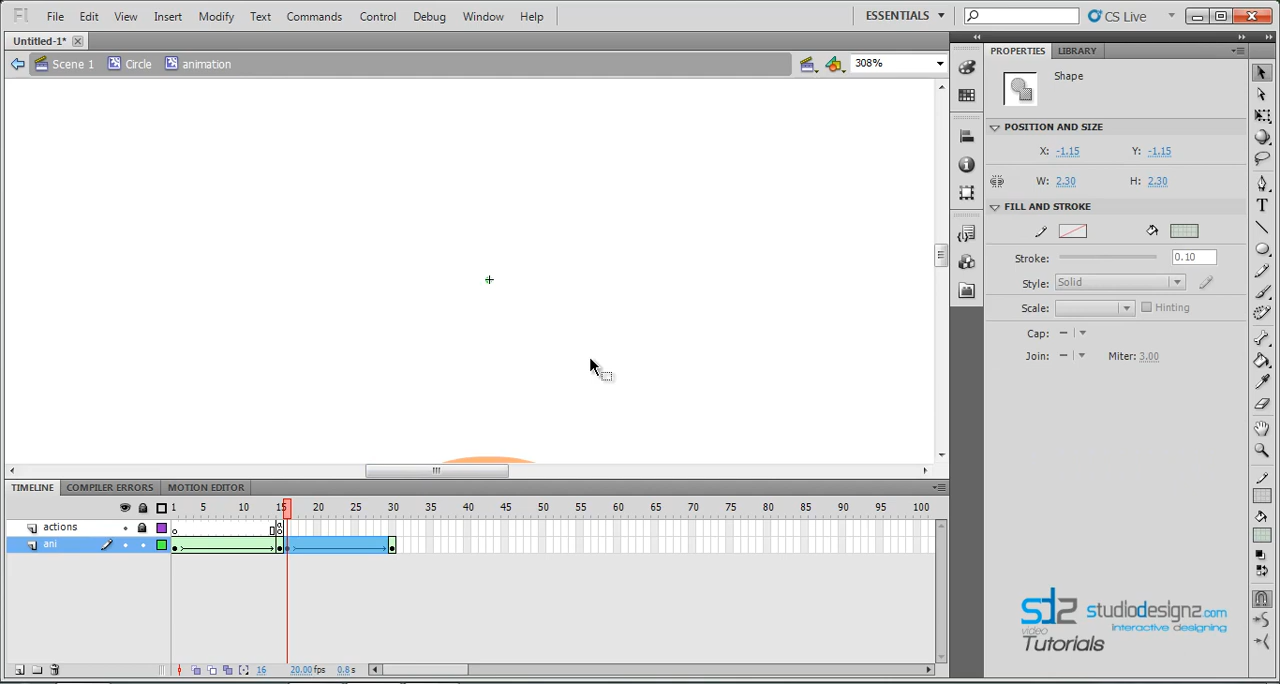 Fl File Edit View Insert Modify Text Commands Control Debug Window Help ESSENTIALS CS Live
Untitled-1*
Scene 1 Circle animation 308%
PROPERTIES LIBRARY
Shape
POSITION AND SIZE
X: -1.15 Y: -1.15
W: 2.30 H: 2.30
FILL AND STROKE
Stroke: 0.10
Style: Solid
Scale: Hinting
Cap:
Join: Miter: 3.00
TIMELINE COMPILER ERRORS MOTION EDITOR
1 5 10 15 20 25 30 35 40 45 50 55 60 65 70 75 80 85 90 95 100
actions
ani
16 20.00 fps 0.8 s
sd2 studiodesign2.com
interactive designing
video
Tutorials